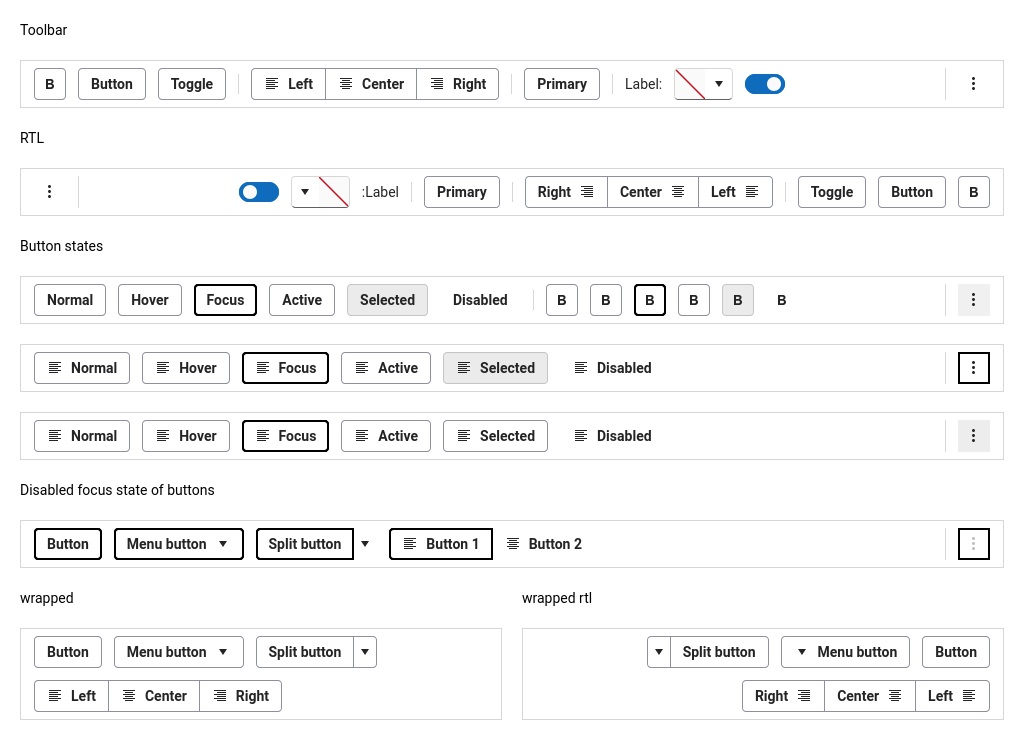 Toolbar
B Button Toggle Left Center Right Primary Label:
RTL
:Label Primary Right Center Left Toggle Button B
Button states
Normal Hover Focus Active Selected Disabled B B B B B B
Normal Hover Focus Active Selected Disabled
Normal Hover Focus Active Selected Disabled
Disabled focus state of buttons
Button Menu button Split button Button 1 Button 2
wrapped wrapped rtl
Button Menu button Split button Split button Menu button Button
Left Center Right Right Center Left